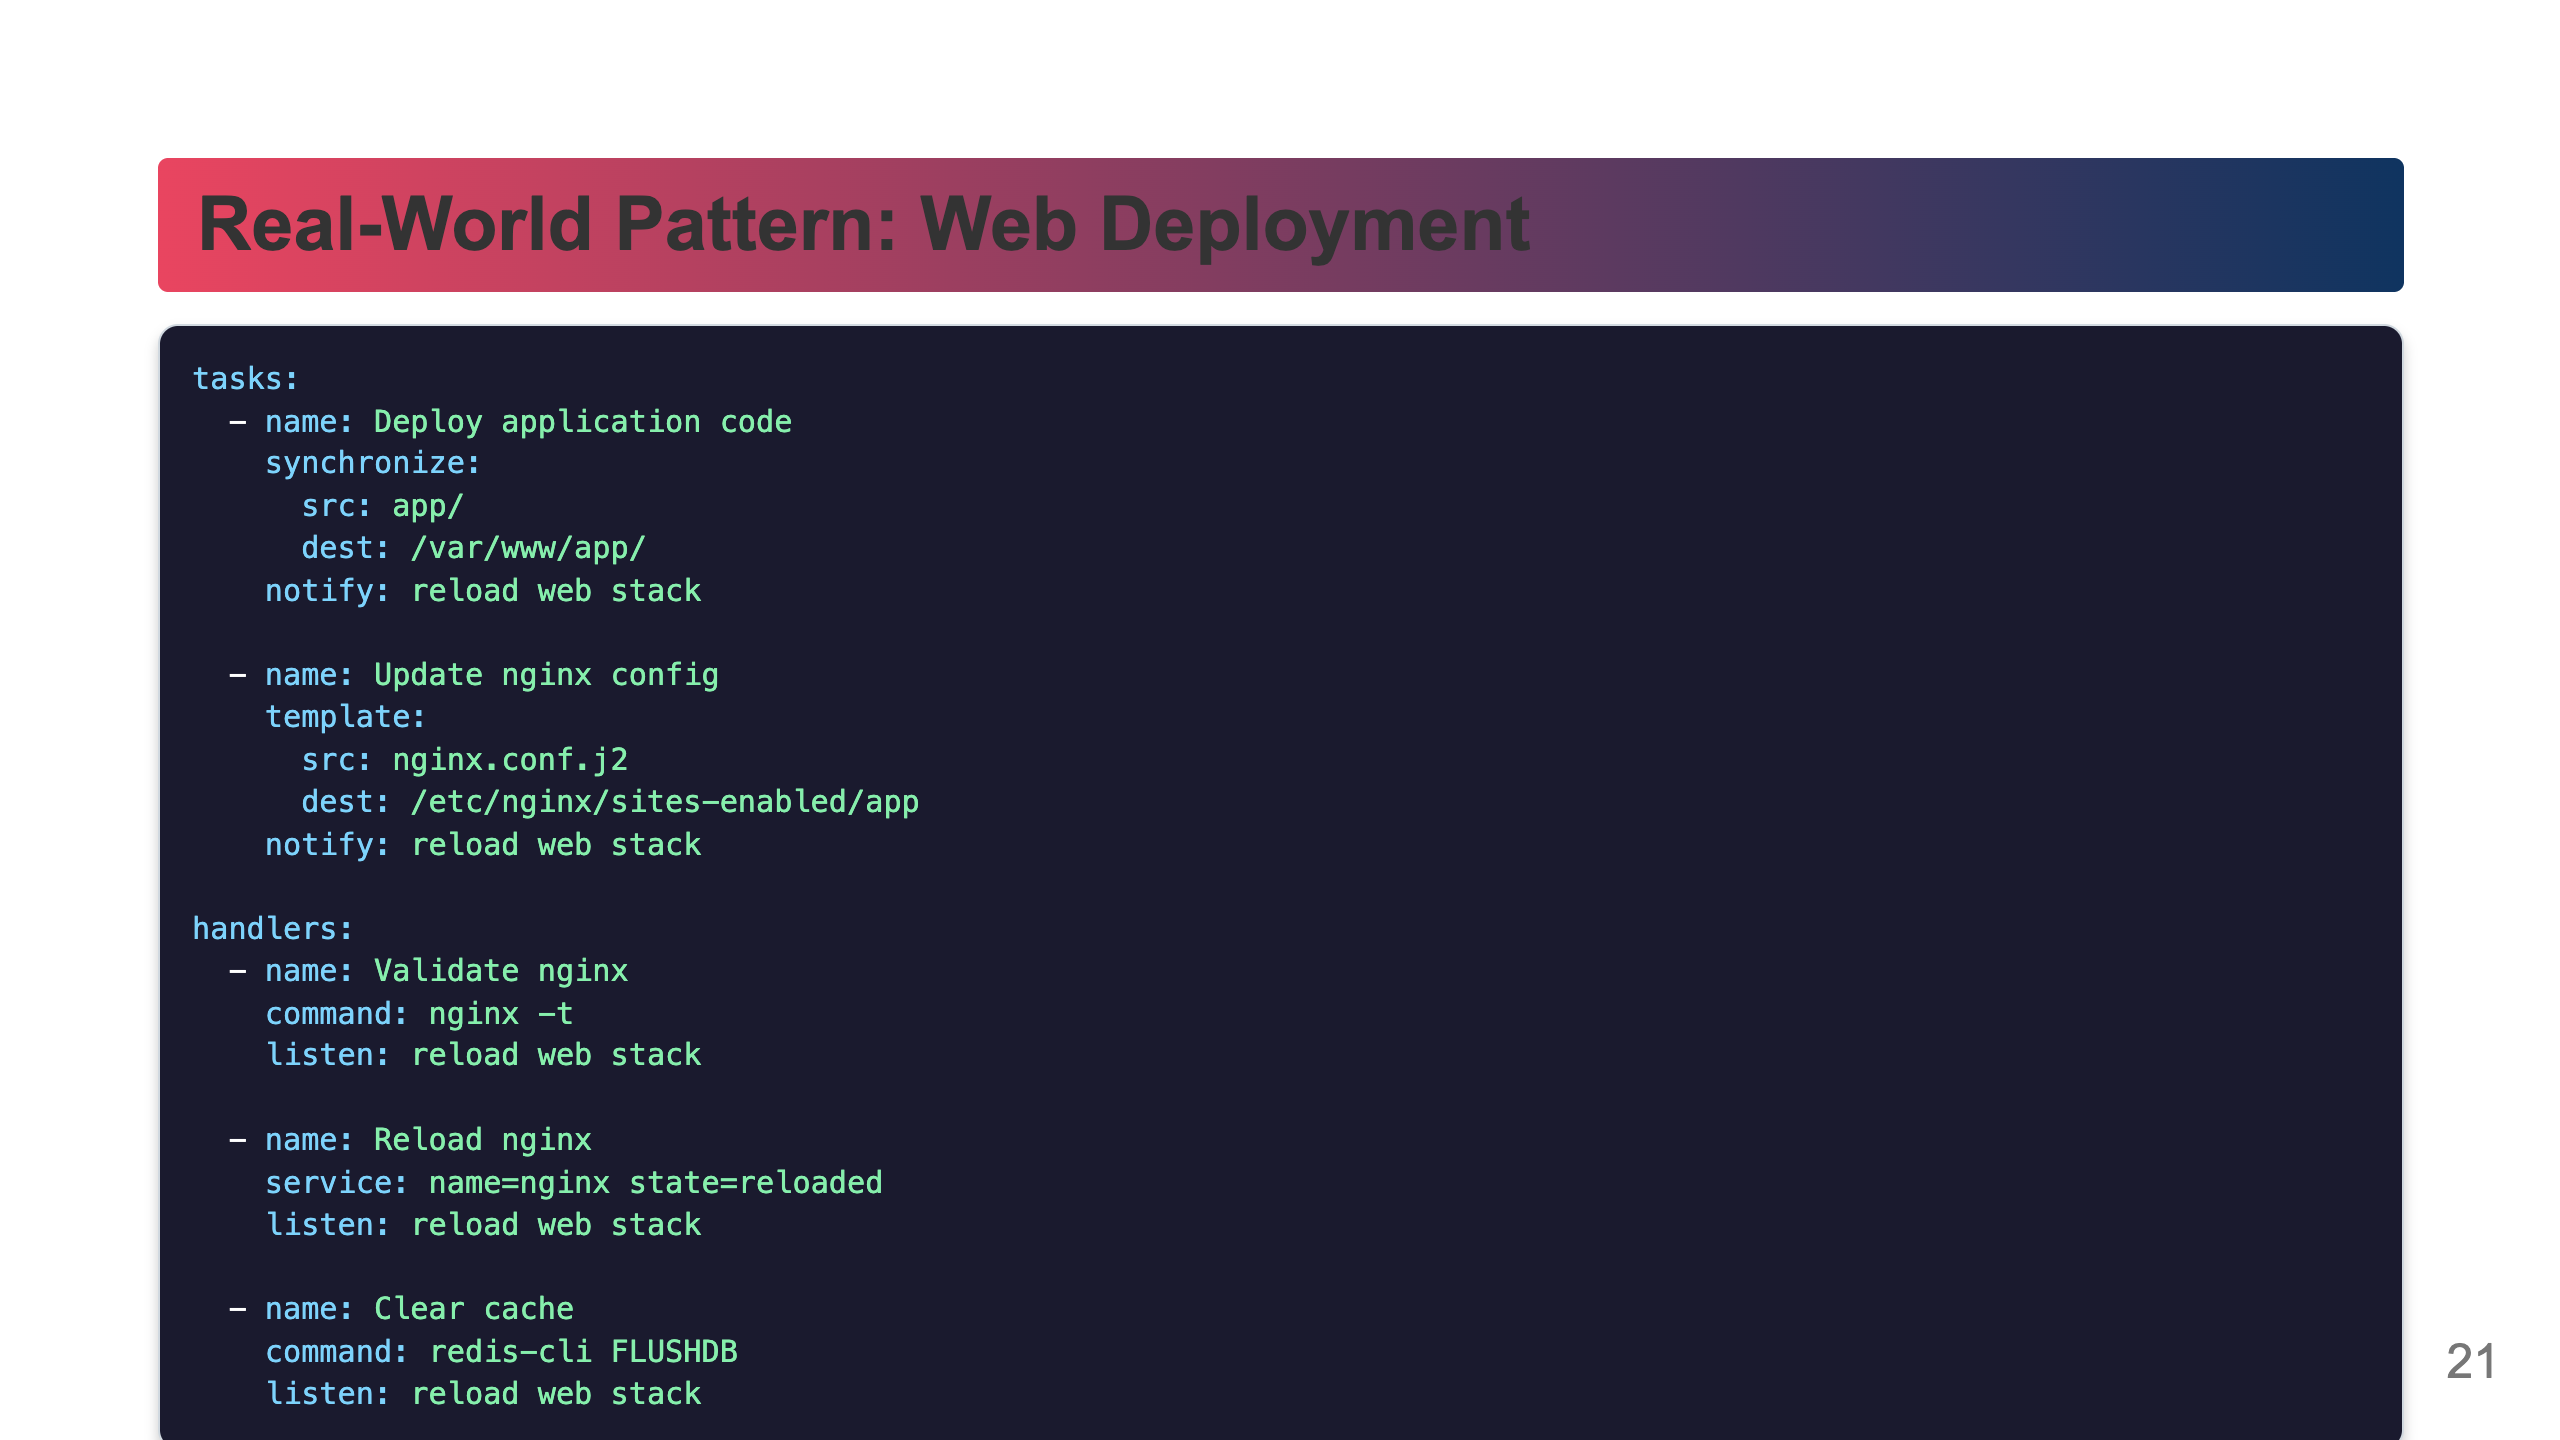 Real-World Pattern: Web Deployment
tasks:
  - name: Deploy application code
    synchronize:
      src: app/
      dest: /var/www/app/
    notify: reload web stack

  - name: Update nginx config
    template:
      src: nginx.conf.j2
      dest: /etc/nginx/sites-enabled/app
    notify: reload web stack

handlers:
  - name: Validate nginx
    command: nginx -t
    listen: reload web stack

  - name: Reload nginx
    service: name=nginx state=reloaded
    listen: reload web stack

  - name: Clear cache
    command: redis-cli FLUSHDB
    listen: reload web stack
21